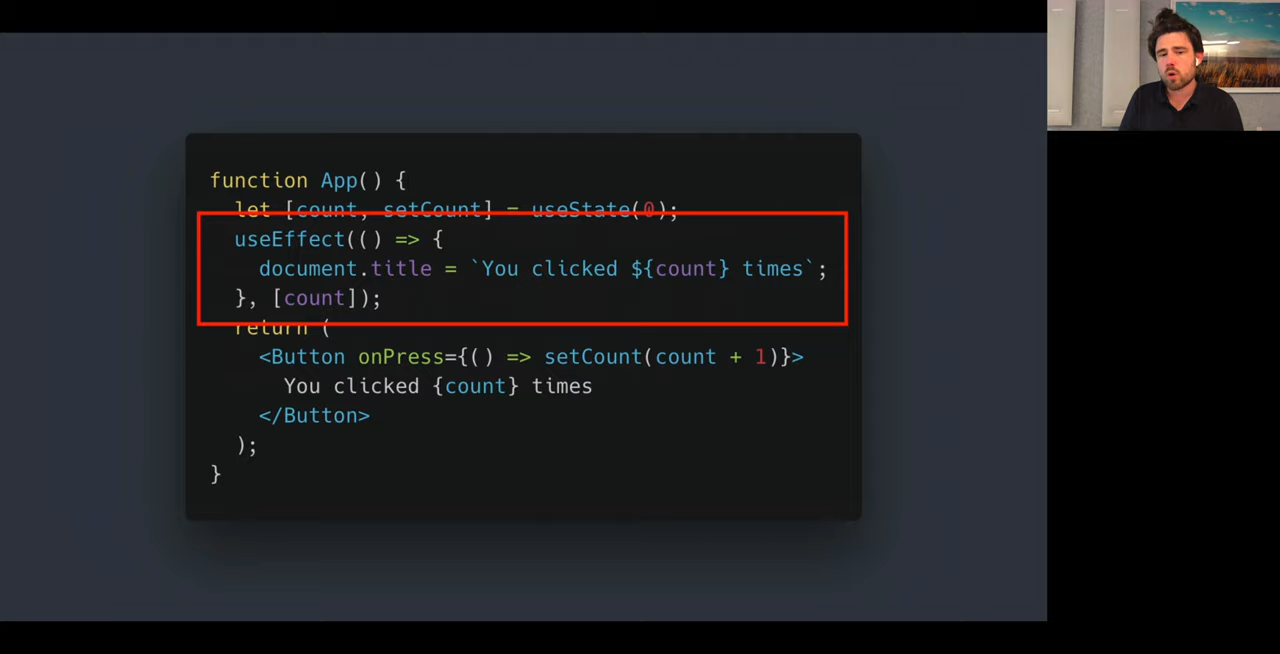 function App() {
let [count, setCount] = useState(0);
useEffect(() => {
document.title = `You clicked ${count} times`;
}, [count]);
return (
<Button onPress={() => setCount(count + 1)}>
You clicked {count} times
</Button>
);
}